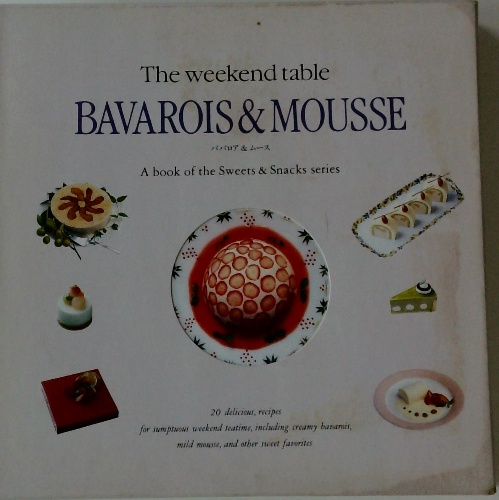 The weekend table
BAVAROIS & MOUSSE
ババロア & ムース
A book of the Sweets & Snacks series
20 delicious, recipes
for sumptuous weekend teatime, including creamy bavarois,
mild mousse, and other sweet favorites